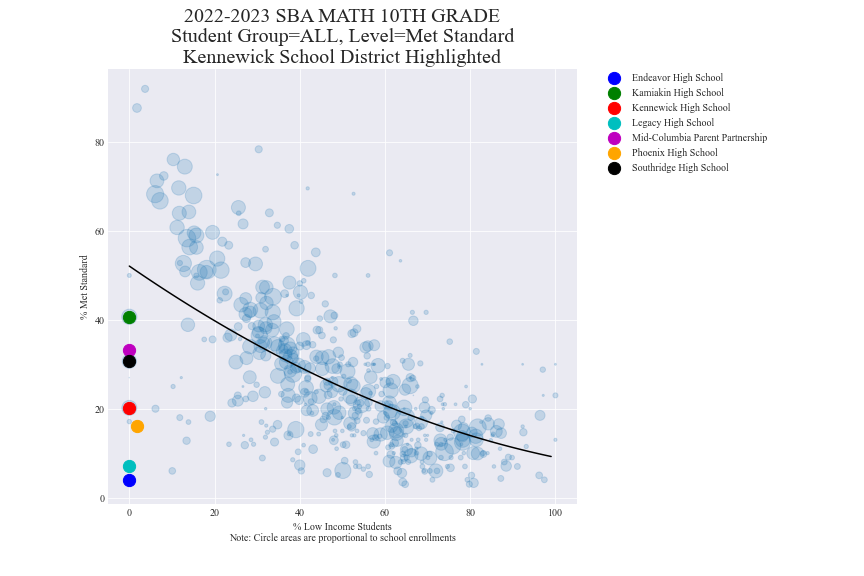 2022-2023 SBA MATH 10TH GRADE
Student Group=ALL, Level=Met Standard
Kennewick School District Highlighted
Endeavor High School
Kamiakin High School
Kennewick High School
Legacy High School
Mid-Columbia Parent Partnership
Phoenix High School
Southridge High School
% Met Standard
80
60
40
20
0
0 20 40 60 80 100
% Low Income Students
Note: Circle areas are proportional to school enrollments